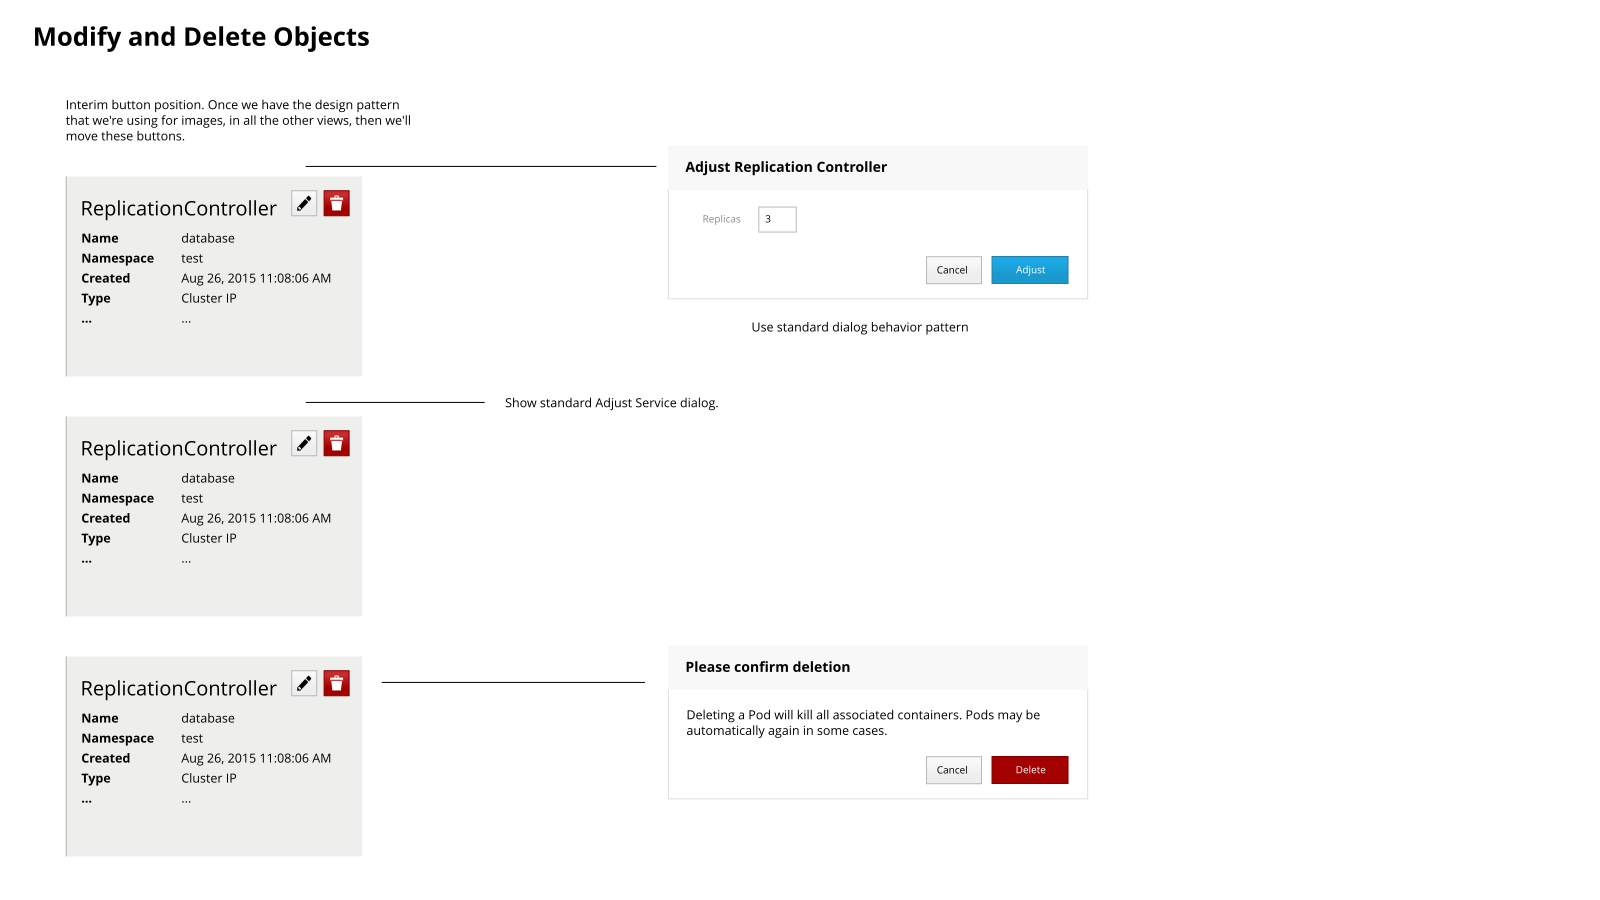 Modify and Delete Objects
Interim button position. Once we have the design pattern
that we're using for images, in all the other views, then we'll
move these buttons.
ReplicationController
Name database
Namespace test
Created Aug 26, 2015 11:08:06 AM
Type Cluster IP
... ...
Adjust Replication Controller
Replicas 3
Cancel Adjust
Use standard dialog behavior pattern
Show standard Adjust Service dialog.
ReplicationController
Name database
Namespace test
Created Aug 26, 2015 11:08:06 AM
Type Cluster IP
... ...
ReplicationController
Name database
Namespace test
Created Aug 26, 2015 11:08:06 AM
Type Cluster IP
... ...
Please confirm deletion
Deleting a Pod will kill all associated containers. Pods may be
automatically again in some cases.
Cancel Delete